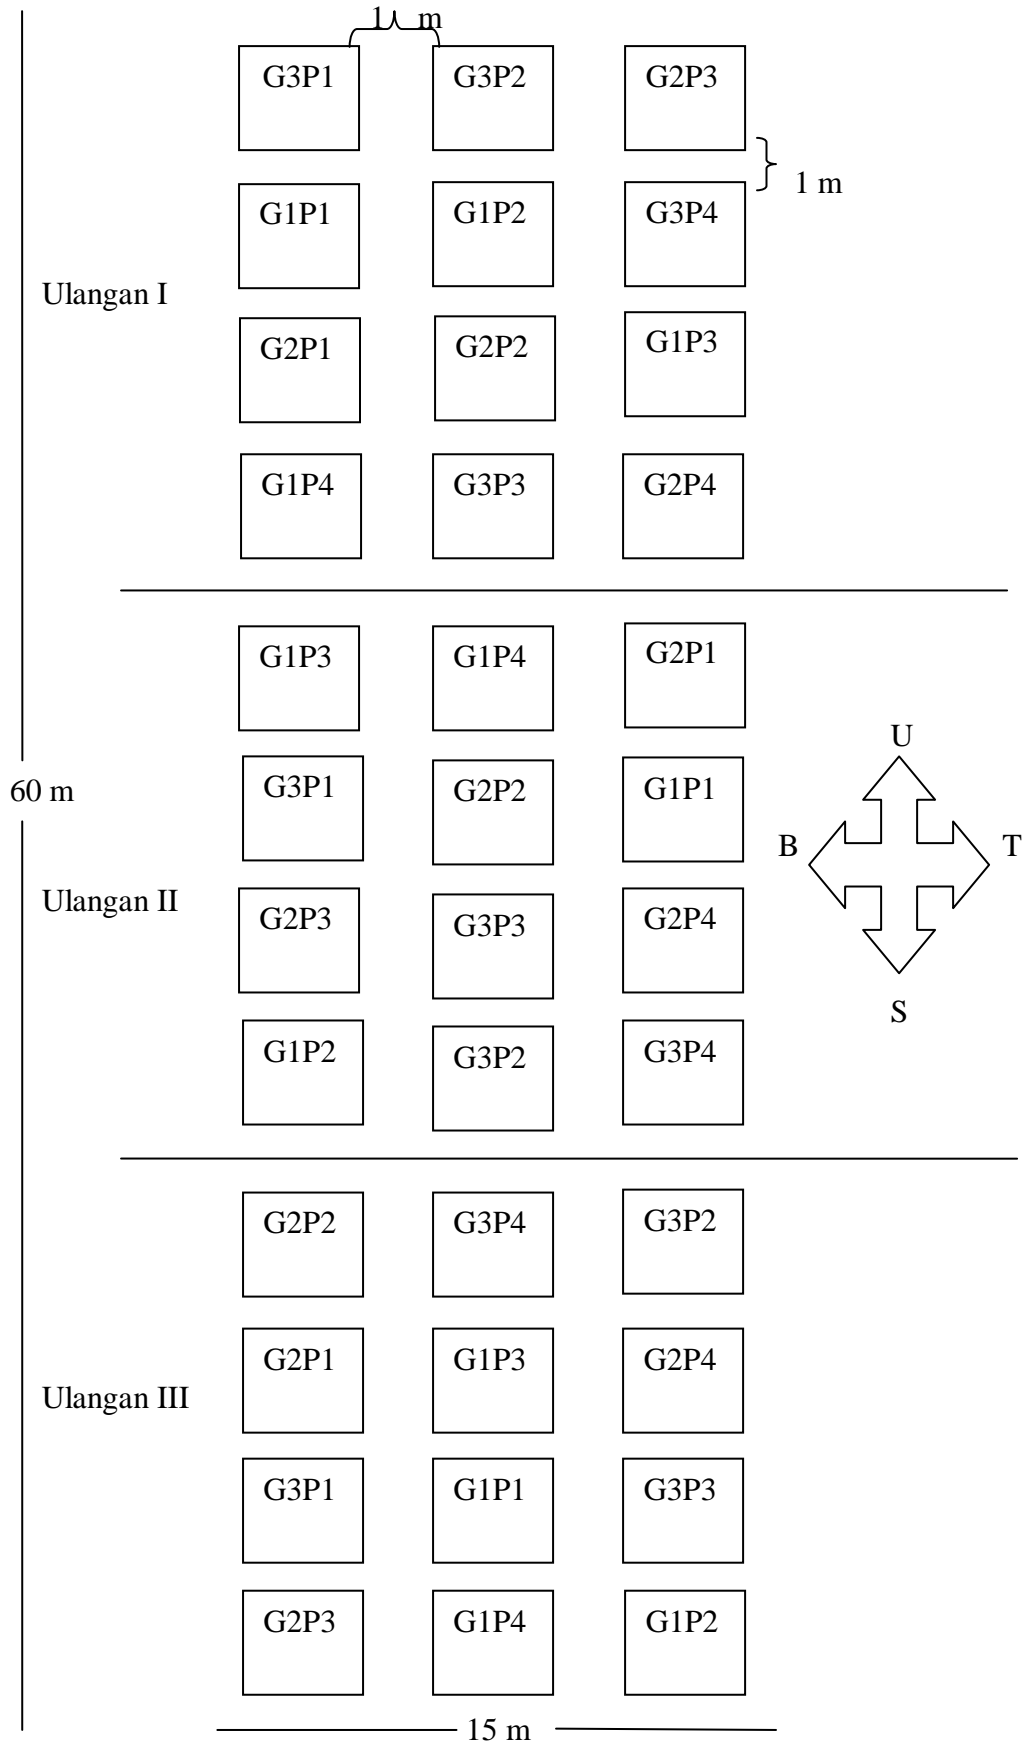 1 m
G3P1 G3P2 G2P3
1 m
G1P1 G1P2 G3P4
Ulangan I
G2P1 G2P2 G1P3
G1P4 G3P3 G2P4
G1P3 G1P4 G2P1
U
60 m
G3P1 G2P2 G1P1
B T
Ulangan II
G2P3 G3P3 G2P4
S
G1P2 G3P2 G3P4
G2P2 G3P4 G3P2
G2P1 G1P3 G2P4
Ulangan III
G3P1 G1P1 G3P3
G2P3 G1P4 G1P2
15 m